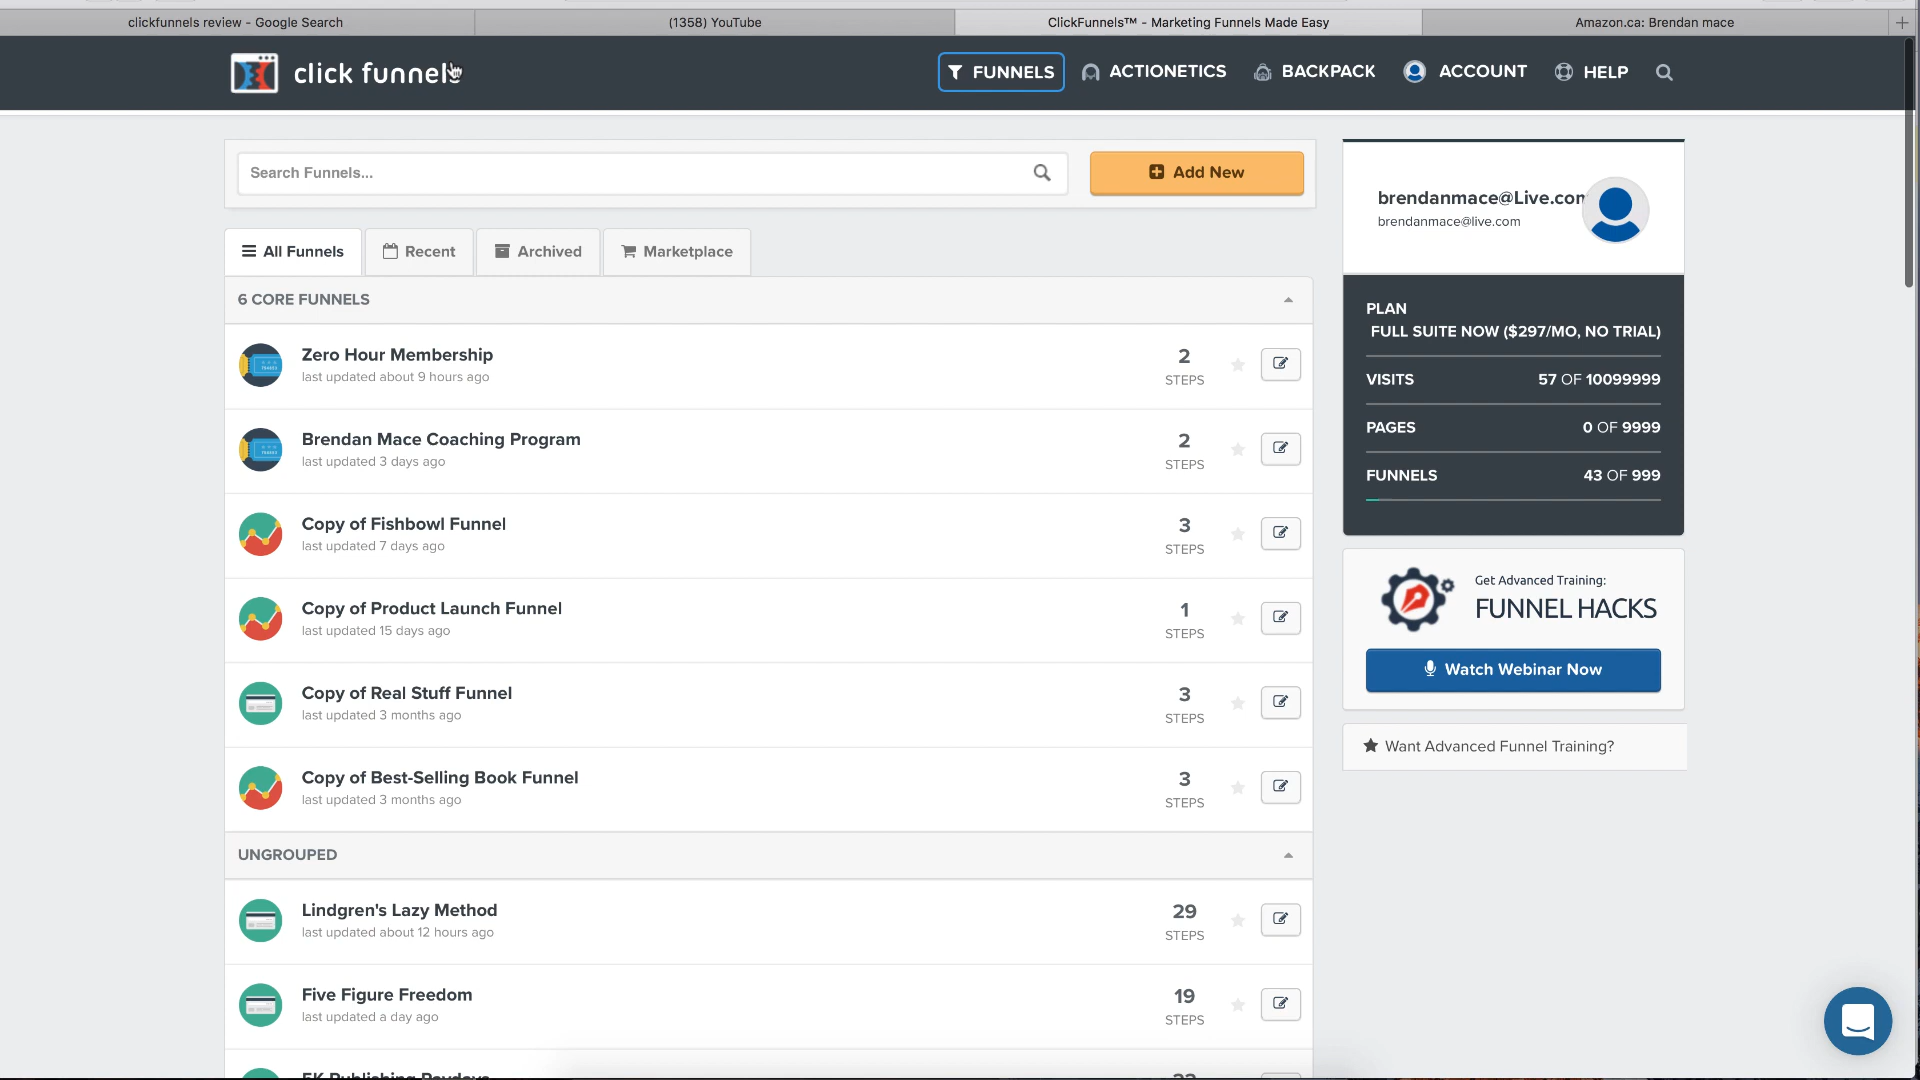 clickfunnels review - Google Search
(1358) YouTube
ClickFunnels™ - Marketing Funnels Made Easy
Amazon.ca: Brendan mace
click funnels
FUNNELS
ACTIONETICS
BACKPACK
ACCOUNT
HELP
Search Funnels...
Add New
All Funnels
Recent
Archived
Marketplace
6 CORE FUNNELS
Zero Hour Membership
last updated about 9 hours ago
2
STEPS
Brendan Mace Coaching Program
last updated 3 days ago
2
STEPS
Copy of Fishbowl Funnel
last updated 7 days ago
3
STEPS
Copy of Product Launch Funnel
last updated 15 days ago
1
STEPS
Copy of Real Stuff Funnel
last updated 3 months ago
3
STEPS
Copy of Best-Selling Book Funnel
last updated 3 months ago
3
STEPS
UNGROUPED
Lindgren's Lazy Method
last updated about 12 hours ago
29
STEPS
Five Figure Freedom
last updated a day ago
19
STEPS
5K Publishing Paydays
brendanmace@Live.com
brendanmace@live.com
PLAN
FULL SUITE NOW ($297/MO, NO TRIAL)
VISITS 57 OF 10099999
PAGES 0 OF 9999
FUNNELS 43 OF 999
Get Advanced Training:
FUNNEL HACKS
Watch Webinar Now
Want Advanced Funnel Training?